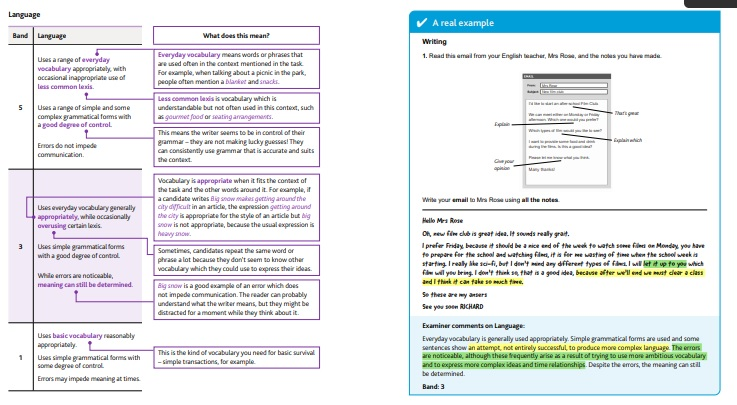 Language
Band
Language
What does this mean?
5
Uses a range of everyday
vocabulary appropriately, with
occasional inappropriate use of
less common lexis.
Uses a range of simple and some
complex grammatical forms with
a good degree of control.
Errors do not impede
communication.
Everyday vocabulary means words or phrases that
are used often in the context mentioned in the task.
For example, when talking about a picnic in the park,
people often mention a blanket and snacks.
Less common lexis is vocabulary which is
understandable but not often used in this context, such
as gourmet food or seating arrangements.
This means the writer seems to be in control of their
grammar – they are not making lucky guesses! They
can consistently use grammar that is accurate and suits
the context.
3
Uses everyday vocabulary generally
appropriately, while occasionally
overusing certain lexis.
Uses simple grammatical forms
with a good degree of control.
While errors are noticeable,
meaning can still be determined.
Vocabulary is appropriate when it fits the context of
the task and the other words around it. For example, if
a candidate writes Big snow makes getting around the
city difficult in an article, the expression getting around
the city is appropriate for the style of an article but big
snow is not appropriate, because the usual expression is
heavy snow.
Sometimes, candidates repeat the same word or
phrase a lot because they don't seem to know other
vocabulary which they could use to express their ideas.
Big snow is a good example of an error which does
not impede communication. The reader can probably
understand what the writer means, but they might be
distracted for a moment while they think about it.
1
Uses basic vocabulary reasonably
appropriately.
Uses simple grammatical forms with
some degree of control.
Errors may impede meaning at times.
This is the kind of vocabulary you need for basic survival
– simple transactions, for example.
A real example
Writing
1. Read this email from your English teacher, Mrs Rose, and the notes you have made.
EMAIL
From: Mrs Rose
Subject: New film club
I'd like to start an after-school Film Club.
We can meet either on Monday or Friday
afternoon. Which one would you prefer?
Which types of film would you like to see?
I want to provide some food and drink
during the films. Is this a good idea?
Please let me know what you think.
Many thanks!
That's great
Explain
Explain which
Give your
opinion
Write your email to Mrs Rose using all the notes.
Hello Mrs Rose
Oh, new film club is great idea. It sounds really grait.
I prefer Friday, because it should be a nice end of the week to watch some films on Monday, you have
to prepare for the school and watching films, it is for me wasting of time when the school week is
starting. I really like sci-fi, but I don't mind any different types of films. I will let it up to you which
film will you bring. I don't think so, that is a good idea, because after we'll end we must clear a class
and I think it can take so much time.
So these are my ansers
See you soon RICHARD
Examiner comments on Language:
Everyday vocabulary is generally used appropriately. Simple grammatical forms are used and some
sentences show an attempt, not entirely successful, to produce more complex language. The errors
are noticeable, although these frequently arise as a result of trying to use more ambitious vocabulary
and to express more complex ideas and time relationships. Despite the errors, the meaning can still
be determined.
Band: 3